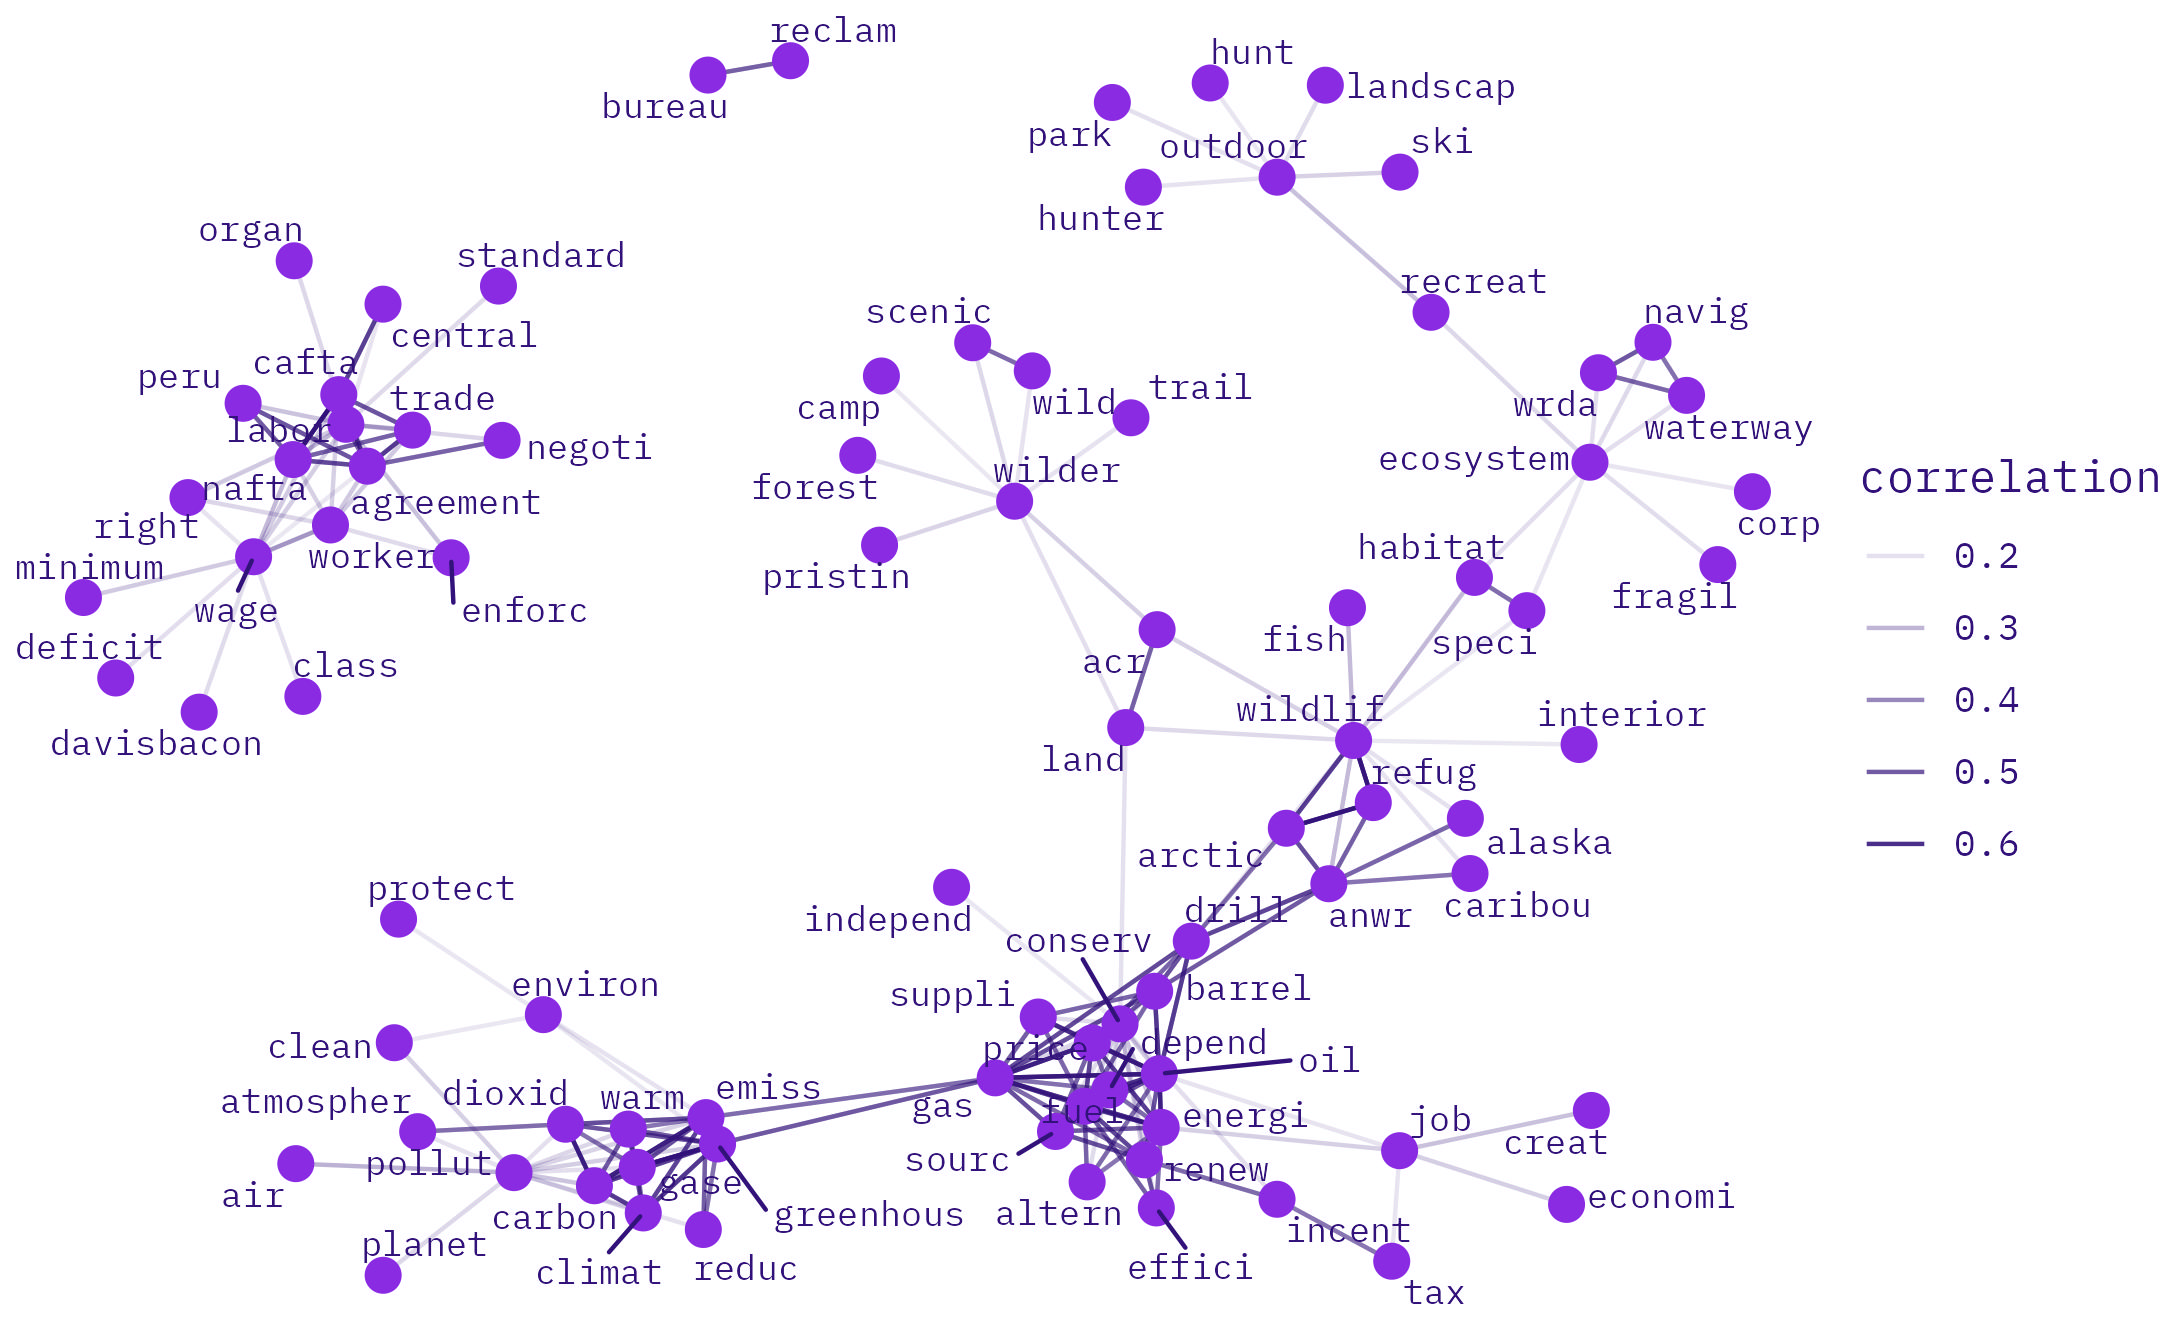 reclam
bureau
hunt
landscap
park
outdoor
ski
hunter
organ
standard
recreat
scenic
navig
central
cafta
peru
trade
camp
wild
trail
wrda
labor
waterway
negoti
ecosystem
wilder
correlation
nafta
forest
agreement
right
corp
0.2
minimum
worker
pristin
habitat
wage
enforc
fragil
0.3
deficit
class
acr
fish
speci
0.4
davisbacon
wildlif
interior
land
refug
0.5
arctic
alaska
0.6
protect
independ
drill
anwr
caribou
conserv
environ
suppli
barrel
clean
price
depend
oil
atmospher
dioxid
warm
emiss
gas
fuel
energi
job
creat
pollut
sourc
renew
air
gase
economi
carbon
greenhous
altern
incent
planet
climat
reduc
effici
tax